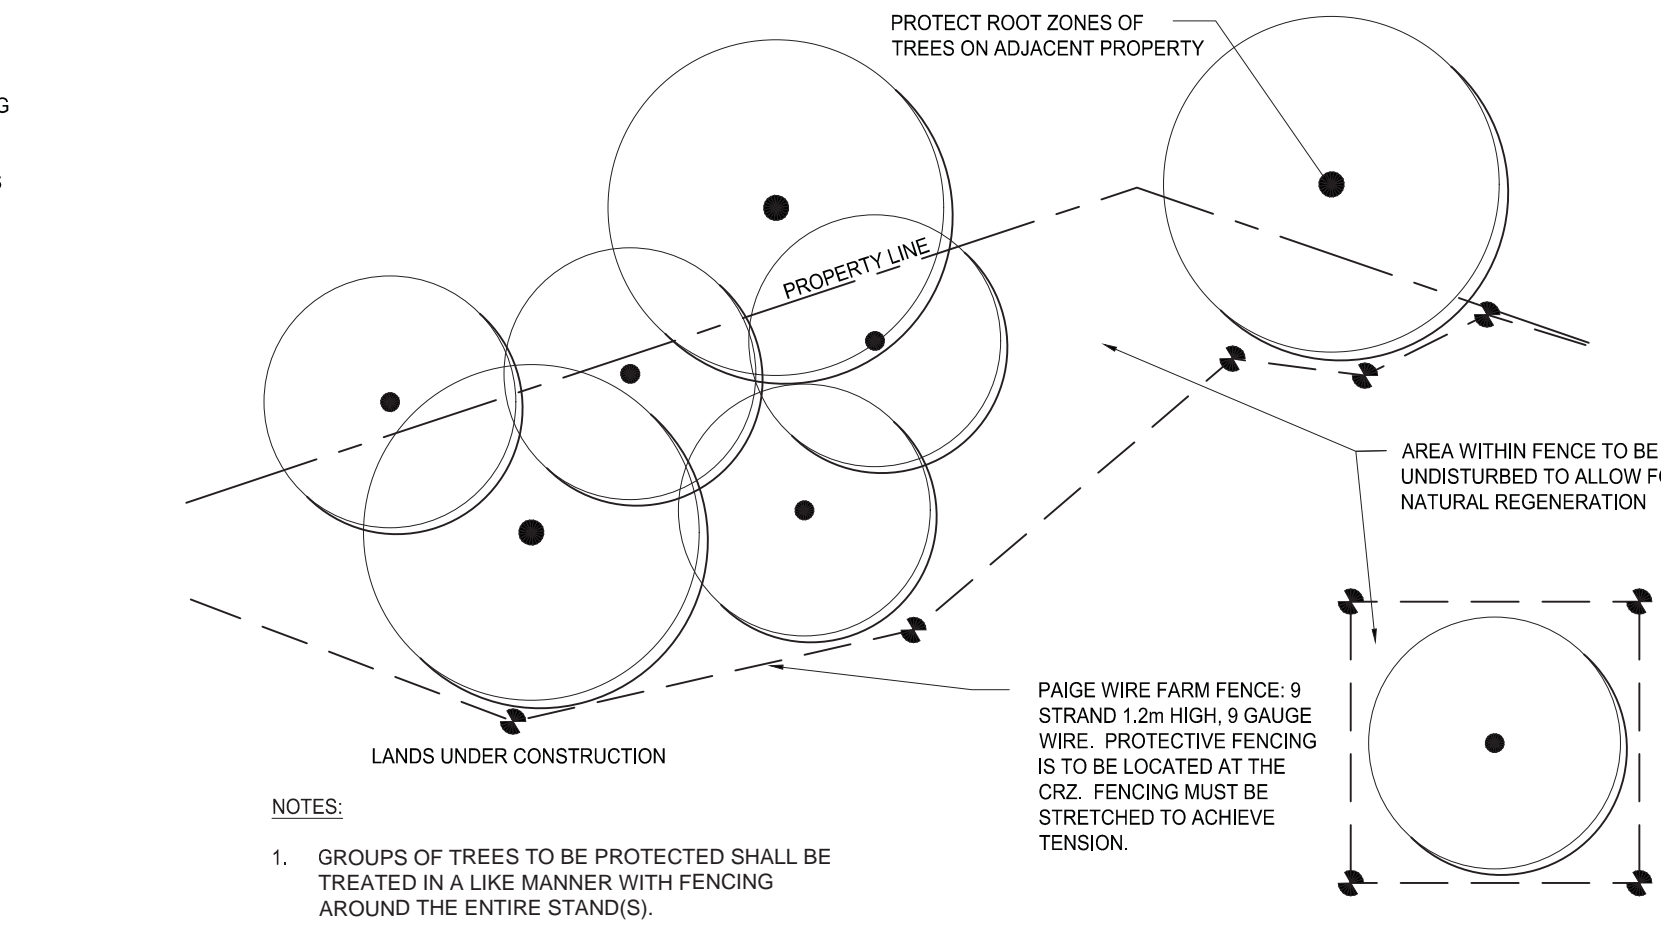 PROTECT ROOT ZONES OF
TREES ON ADJACENT PROPERTY
G
S
PROPERTY LINE
AREA WITHIN FENCE TO BE
UNDISTURBED TO ALLOW
NATURAL REGENERATION
PAIGE WIRE FARM FENCE: 9
STRAND 1.2m HIGH, 9 GAUGE
WIRE. PROTECTIVE FENCING
IS TO BE LOCATED AT THE
CRZ. FENCING MUST BE
STRETCHED TO ACHIEVE
TENSION.
LANDS UNDER CONSTRUCTION
NOTES:
1. GROUPS OF TREES TO BE PROTECTED SHALL BE
TREATED IN A LIKE MANNER WITH FENCING
AROUND THE ENTIRE STAND(S).